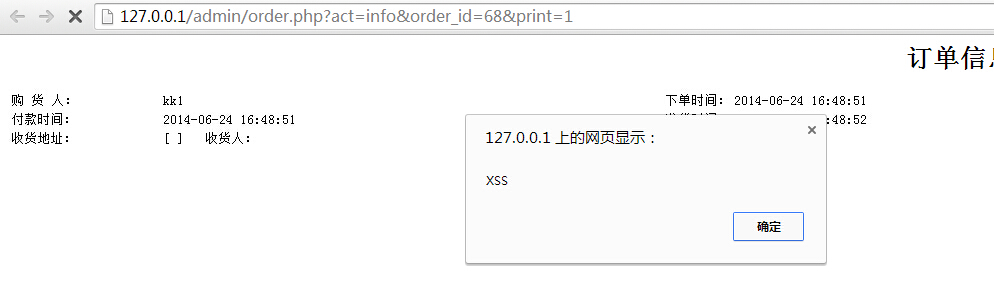 127.0.0.1/admin/order.php?act=info&order_id=68&print=1
订单信
购 货 人： kk1 下单时间： 2014-06-24 16:48:51
付款时间： 2014-06-24 16:48:51 :48:52
收货地址： [ ] 收货人：
127.0.0.1 上的网页显示：
XSS
确定